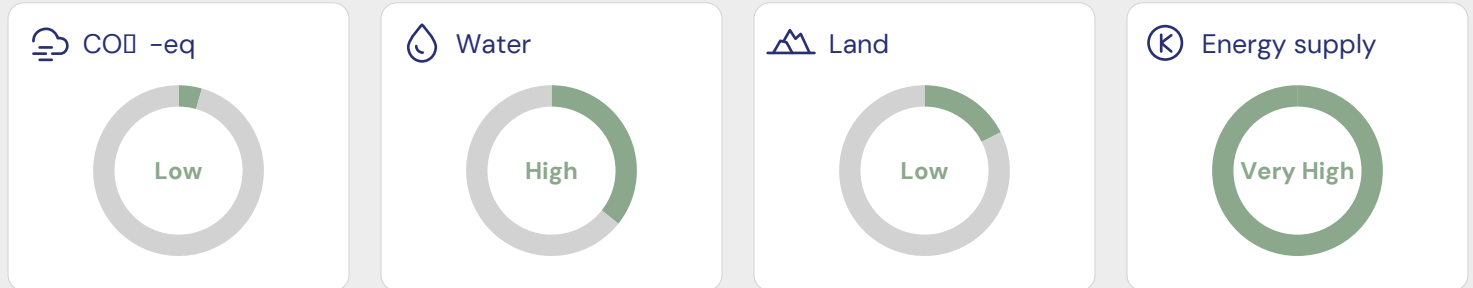 CO▯ -eq
Low
Water
High
Land
Low
Energy supply
Very High